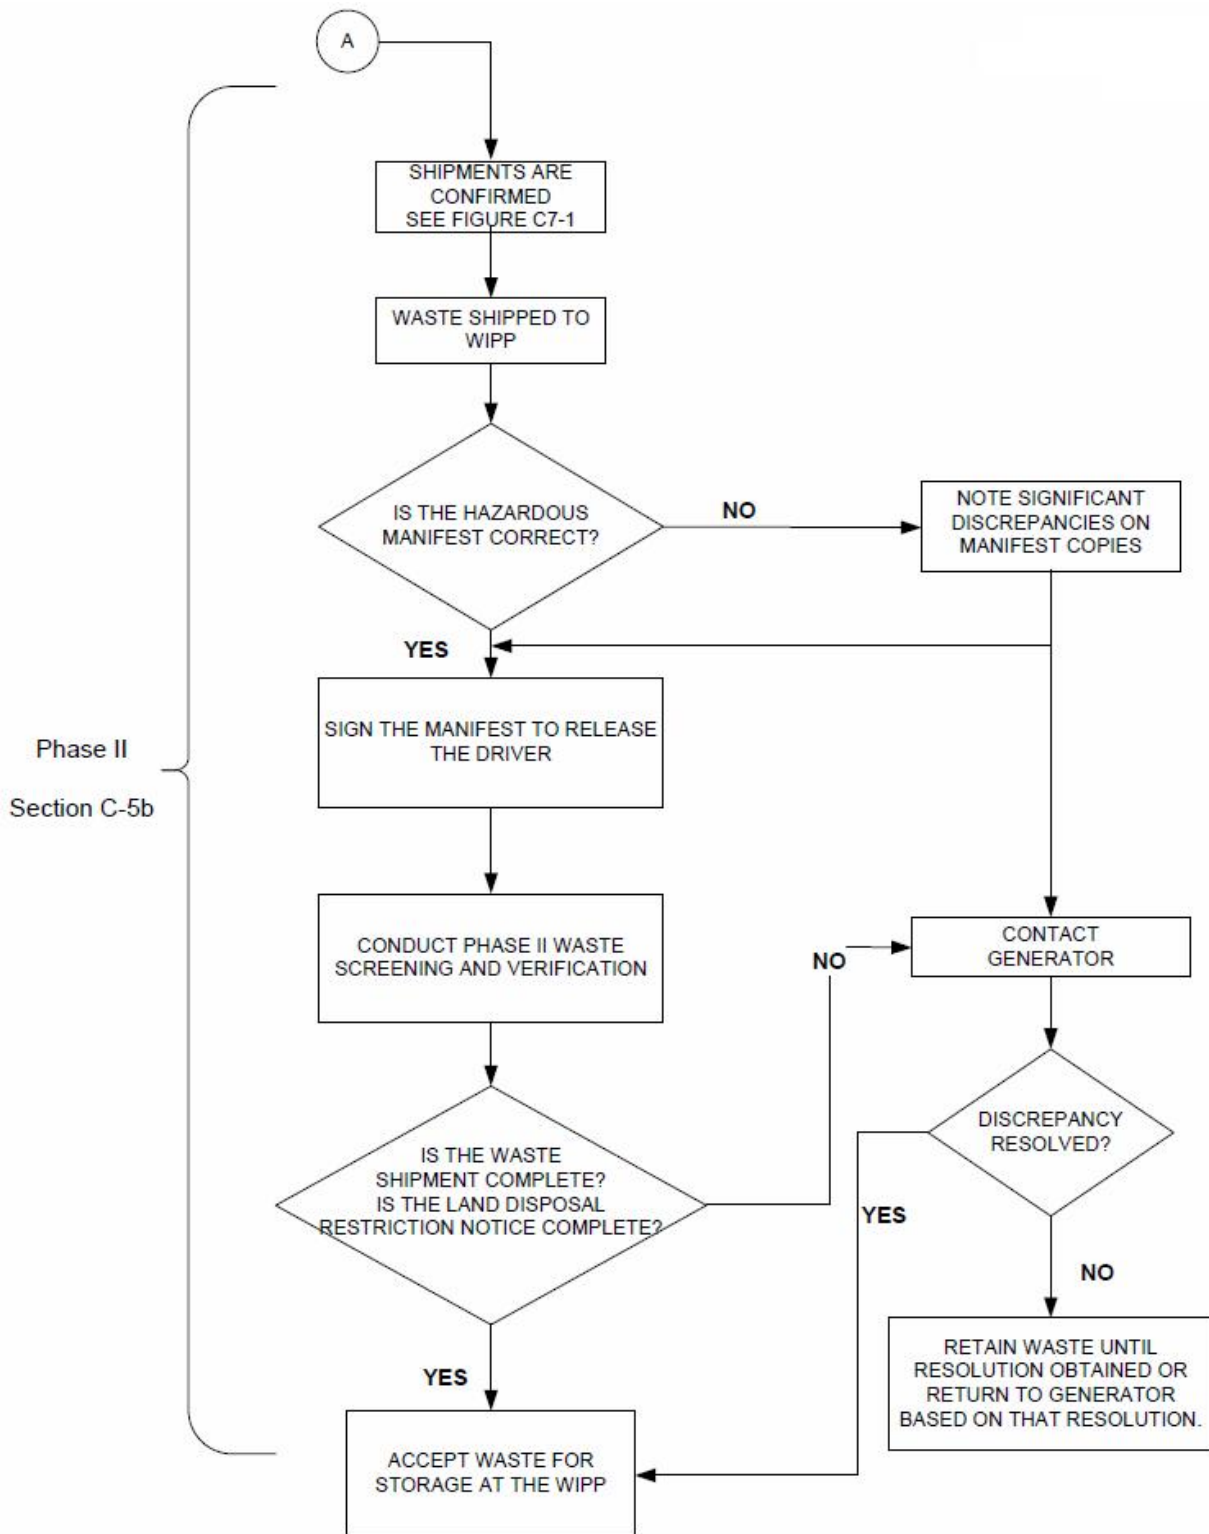 A
SHIPMENTS ARE
CONFIRMED
SEE FIGURE C7-1
WASTE SHIPPED TO
WIPP
IS THE HAZARDOUS
MANIFEST CORRECT?
NO
NOTE SIGNIFICANT
DISCREPANCIES ON
MANIFEST COPIES
YES
SIGN THE MANIFEST TO RELEASE
THE DRIVER
Phase II
Section C-5b
CONDUCT PHASE II WASTE
SCREENING AND VERIFICATION
NO
CONTACT
GENERATOR
IS THE WASTE
SHIPMENT COMPLETE?
IS THE LAND DISPOSAL
RESTRICTION NOTICE COMPLETE?
DISCREPANCY
RESOLVED?
YES
NO
RETAIN WASTE UNTIL
RESOLUTION OBTAINED OR
RETURN TO GENERATOR
BASED ON THAT RESOLUTION.
YES
ACCEPT WASTE FOR
STORAGE AT THE WIPP